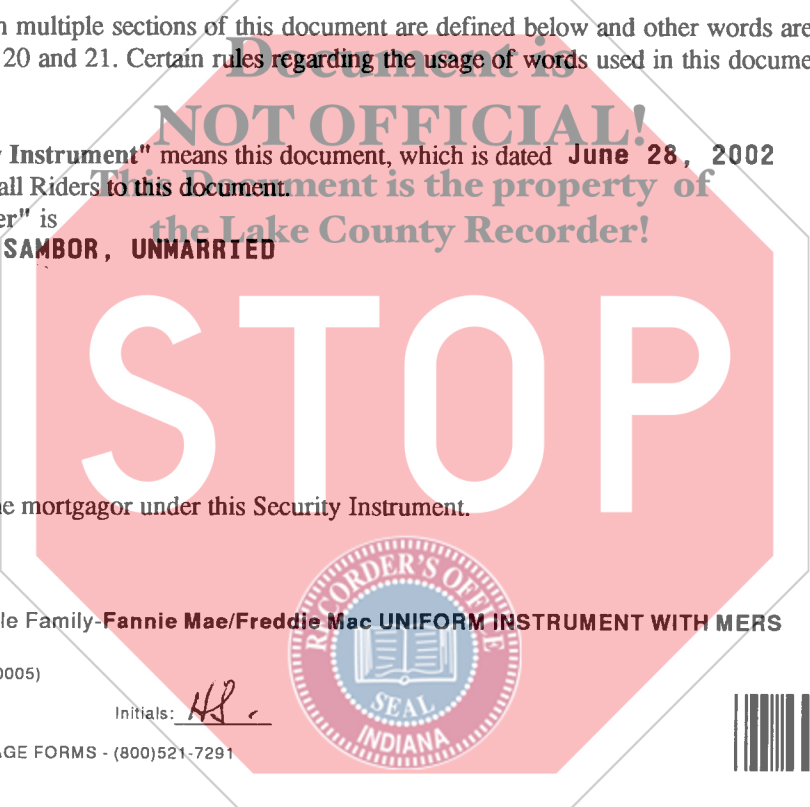 n multiple sections of this document are defined below and other words are
Document is
20 and 21. Certain rules regarding the usage of words used in this docume
NOT OFFICIAL!
Instrument" means this document, which is dated June 28, 2002
all Riders to this document.
This Document is the property of
er" is
the Lake County Recorder!
SAMBOR, UNMARRIED
STOP
e mortgagor under this Security Instrument.
RECORDER'S OFFICE
le Family-Fannie Mae/Freddie Mac UNIFORM INSTRUMENT WITH MERS
0005)
SEAL
Initials: HS.
INDIANA
AGE FORMS - (800)521-7291